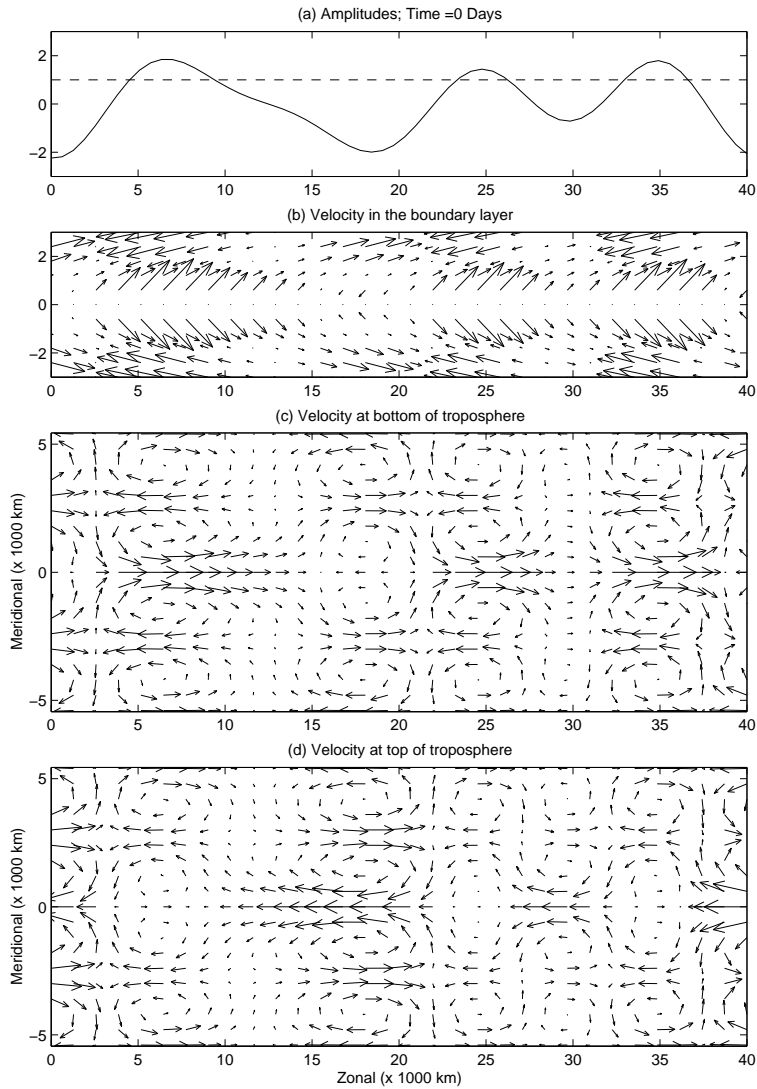 (a) Amplitudes; Time =0 Days
2
0
−2
0 5 10 15 20 25 30 35 40
(b) Velocity in the boundary layer
2
0
−2
0 5 10 15 20 25 30 35 40
(c) Velocity at bottom of troposphere
5
0
−5
Meridional (x 1000 km)
0 5 10 15 20 25 30 35 40
(d) Velocity at top of troposphere
5
0
−5
Meridional (x 1000 km)
0 5 10 15 20 25 30 35 40
Zonal (x 1000 km)